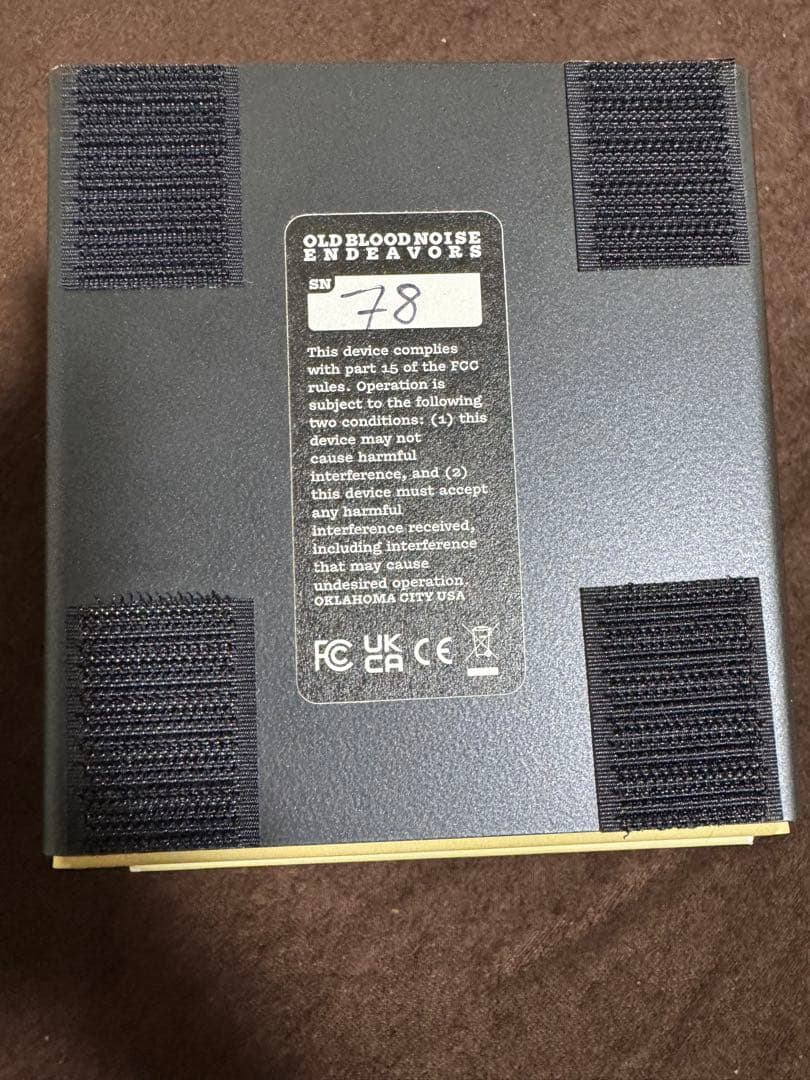 OLD BLOOD NOISE
ENDEAVORS
SN
78
This device complies
with part 15 of the FCC
rules. Operation is
subject to the following
two conditions: (1) this
device may not
cause harmful
interference, and (2)
this device must accept
any harmful
interference received,
including interference
that may cause
undesired operation.
OKLAHOMA CITY USA
FC UK CA CE